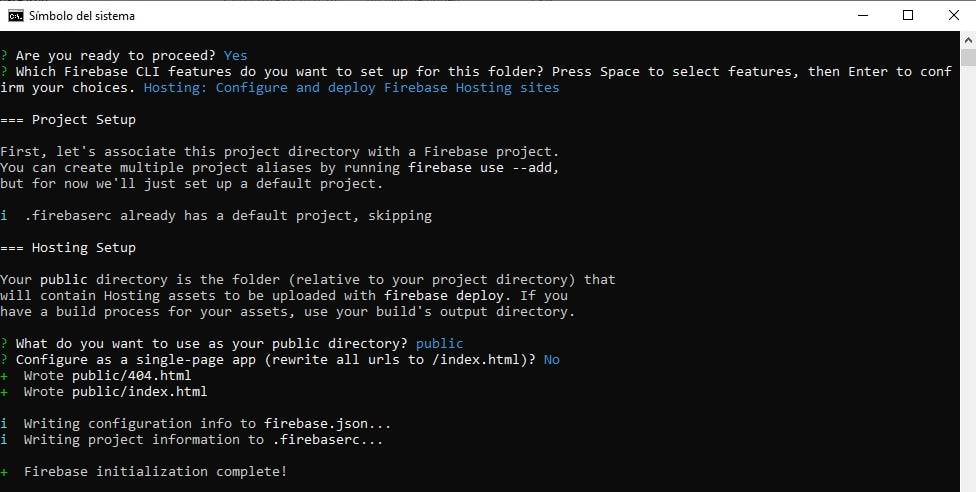 Símbolo del sistema
? Are you ready to proceed? Yes
? Which Firebase CLI features do you want to set up for this folder? Press Space to select features, then Enter to conf
irm your choices. Hosting: Configure and deploy Firebase Hosting sites
=== Project Setup
First, let's associate this project directory with a Firebase project.
You can create multiple project aliases by running firebase use --add,
but for now we'll just set up a default project.
i  .firebaserc already has a default project, skipping
=== Hosting Setup
Your public directory is the folder (relative to your project directory) that
will contain Hosting assets to be uploaded with firebase deploy. If you
have a build process for your assets, use your build's output directory.
? What do you want to use as your public directory? public
? Configure as a single-page app (rewrite all urls to /index.html)? No
+  Wrote public/404.html
+  Wrote public/index.html
i  Writing configuration info to firebase.json...
i  Writing project information to .firebaserc...
+  Firebase initialization complete!